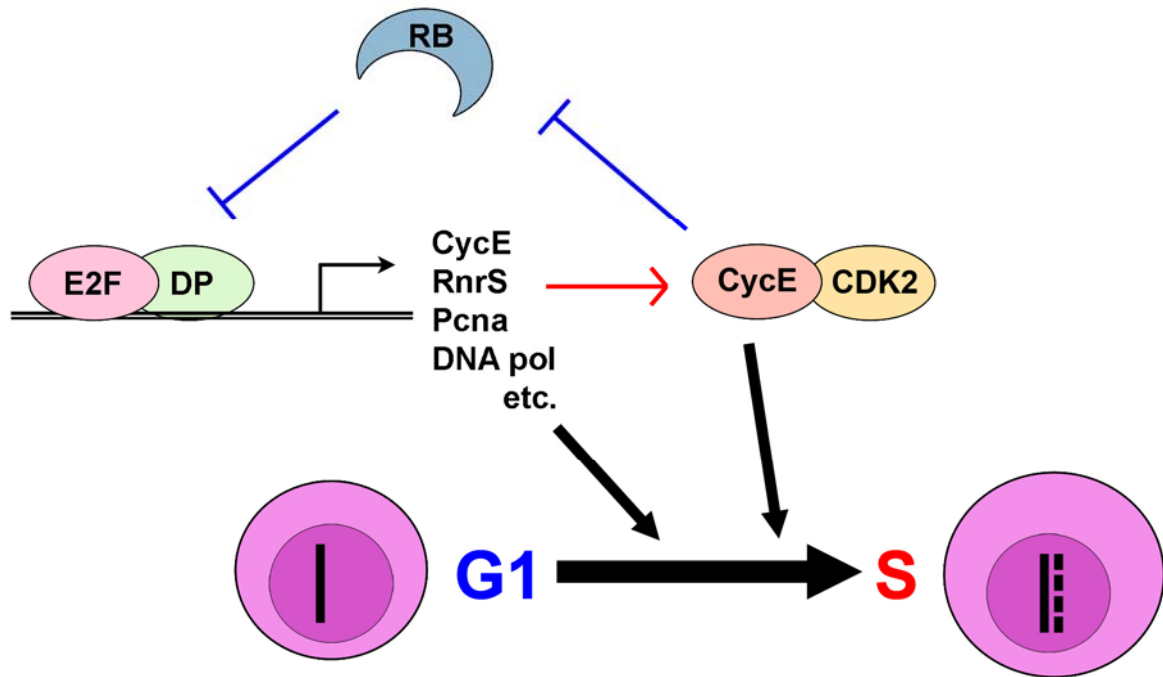 RB
E2F
DP
CycE
RnrS
Pcna
DNA pol
etc.
CycE
CDK2
G1
S